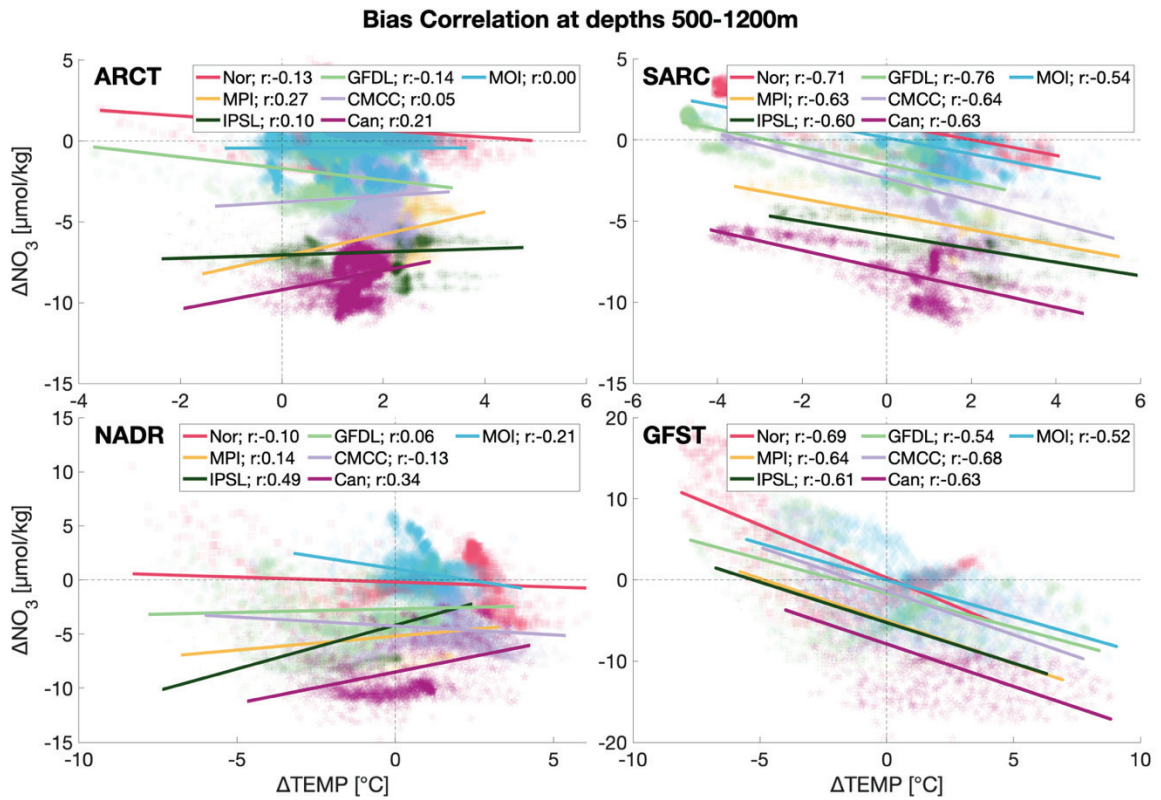 Bias Correlation at depths 500-1200m
ARCT
Nor; r:-0.13 GFDL; r:-0.14 MOI; r:0.00
MPI; r:0.27 CMCC; r:0.05
IPSL; r:0.10 Can; r:0.21
5
0
-5
-10
-15
ΔNO3 [μmol/kg]
-4 -2 0 2 4 6
SARC
Nor; r:-0.71 GFDL; r:-0.76 MOI; r:-0.54
MPI; r:-0.63 CMCC; r:-0.64
IPSL; r:-0.60 Can; r:-0.63
5
0
-5
-10
-15
-6 -4 -2 0 2 4 6
NADR
Nor; r:-0.10 GFDL; r:0.06 MOI; r:-0.21
MPI; r:0.14 CMCC; r:-0.13
IPSL; r:0.49 Can; r:0.34
15
10
5
0
-5
-10
-15
ΔNO3 [μmol/kg]
-10 -5 0 5
ΔTEMP [°C]
GFST
Nor; r:-0.69 GFDL; r:-0.54 MOI; r:-0.52
MPI; r:-0.64 CMCC; r:-0.68
IPSL; r:-0.61 Can; r:-0.63
20
10
0
-10
-20
-10 -5 0 5 10
ΔTEMP [°C]